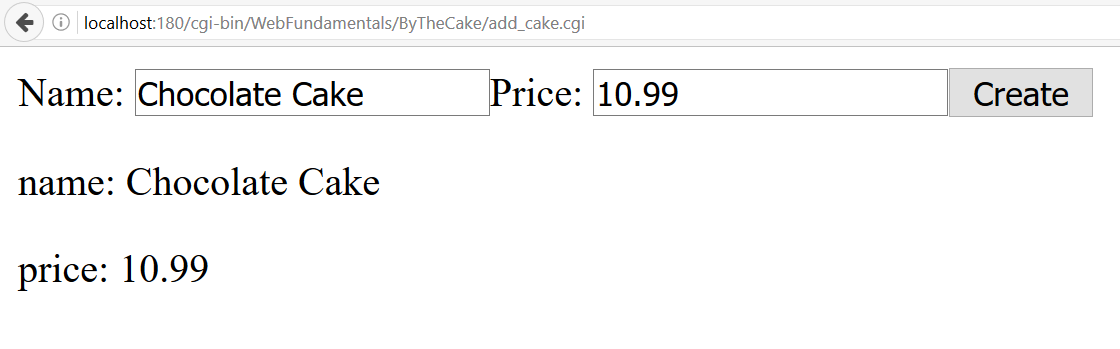 localhost:180/cgi-bin/WebFundamentals/ByTheCake/add_cake.cgi
Name: Chocolate Cake Price: 10.99 Create
name: Chocolate Cake
price: 10.99